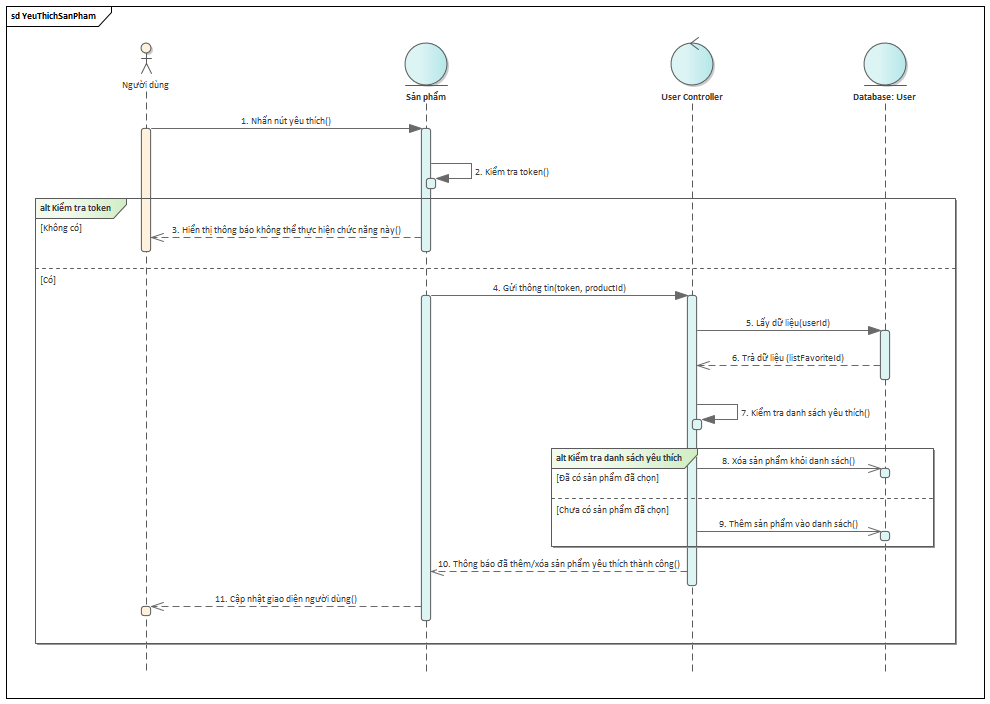 sd YeuThichSanPham
Người dùng
Sản phẩm
User Controller
Database: User
1. Nhấn nút yêu thích()
2. Kiểm tra token()
alt Kiểm tra token
[Không có]
3. Hiển thị thông báo không thể thực hiện chức năng này()
[Có]
4. Gửi thông tin(token, productId)
5. Lấy dữ liệu(userId)
6. Trả dữ liệu (listFavoriteId)
7. Kiểm tra danh sách yêu thích()
alt Kiểm tra danh sách yêu thích
8. Xóa sản phẩm khỏi danh sách()
[Đã có sản phẩm đã chọn]
[Chưa có sản phẩm đã chọn]
9. Thêm sản phẩm vào danh sách()
10. Thông báo đã thêm/xóa sản phẩm yêu thích thành công()
11. Cập nhật giao diện người dùng()